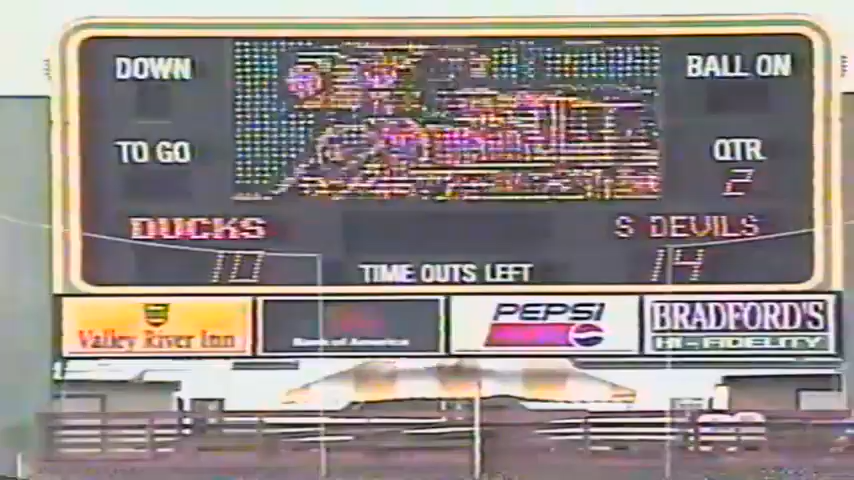 DOWN
BALL ON
TO GO
QTR
2
DUCKS
S DEVILS
10
TIME OUTS LEFT
14
Valley River Inn
Bank of America
PEPSI
BRADFORD'S
HI-FIDELITY